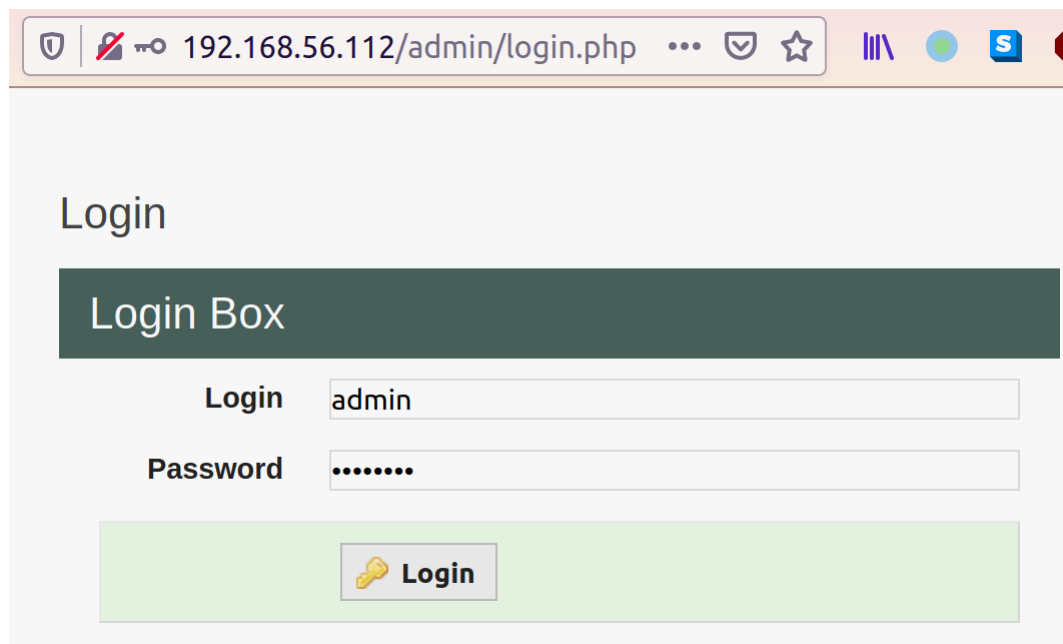 192.168.56.112/admin/login.php
S
Login
Login Box
Login admin
Password ••••••••
Login